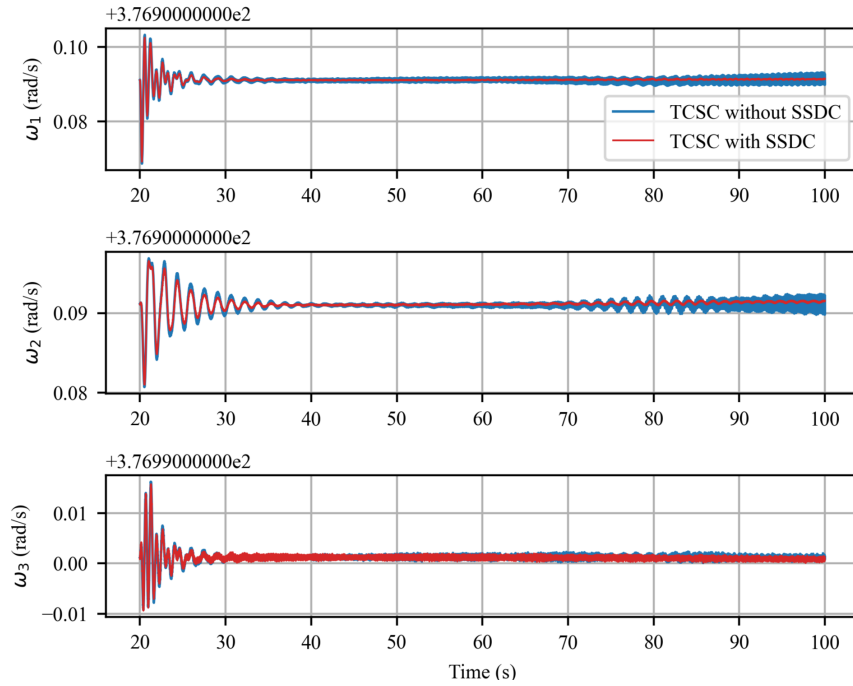 +3.7690000000e2
0.10
0.08
ω1 (rad/s)
TCSC without SSDC
TCSC with SSDC
20 30 40 50 60 70 80 90 100
+3.7690000000e2
0.09
0.08
ω2 (rad/s)
20 30 40 50 60 70 80 90 100
+3.7699000000e2
0.01
0.00
−0.01
ω3 (rad/s)
20 30 40 50 60 70 80 90 100
Time (s)